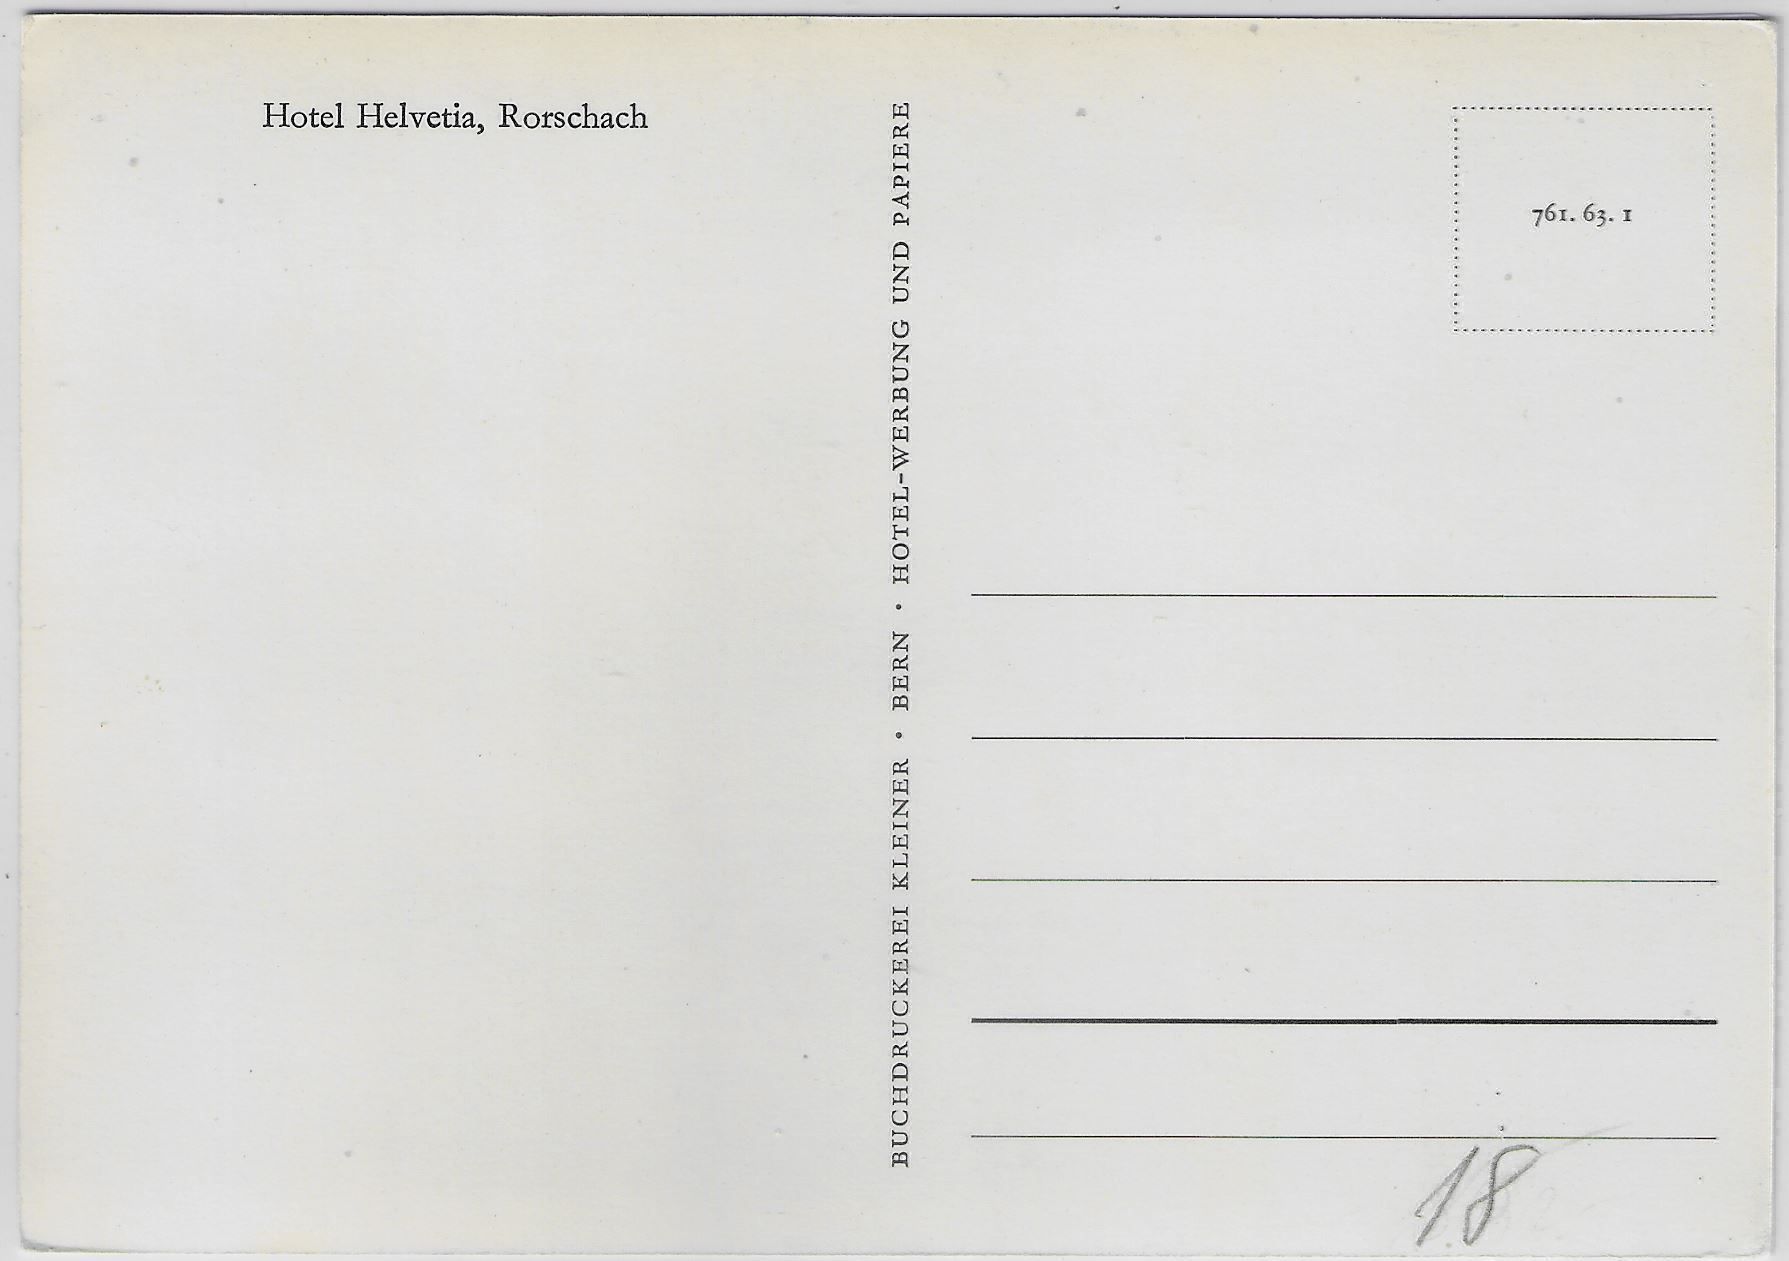 Hotel Helvetia, Rorschach
BUCHDRUCKEREI KLEINER • BERN • HOTEL-WERBUNG UND PAPIERE
761. 63. 1
18